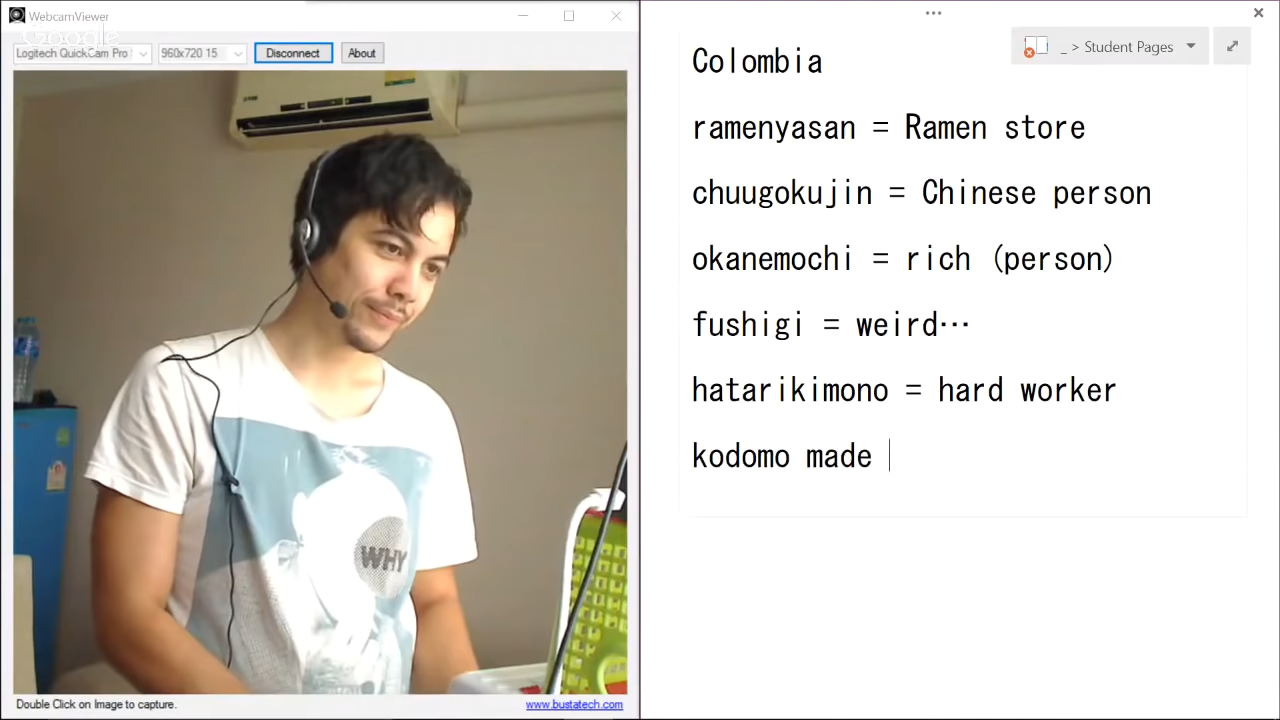 WebcamViewer
Google
Logitech QuickCam Pro
960x720 15
Disconnect
About
WHY
Double Click on Image to capture.
www.bustatech.com
_ > Student Pages
Colombia
ramenyasan = Ramen store
chuugokujin = Chinese person
okanemochi = rich (person)
fushigi = weird…
hatarikimono = hard worker
kodomo made